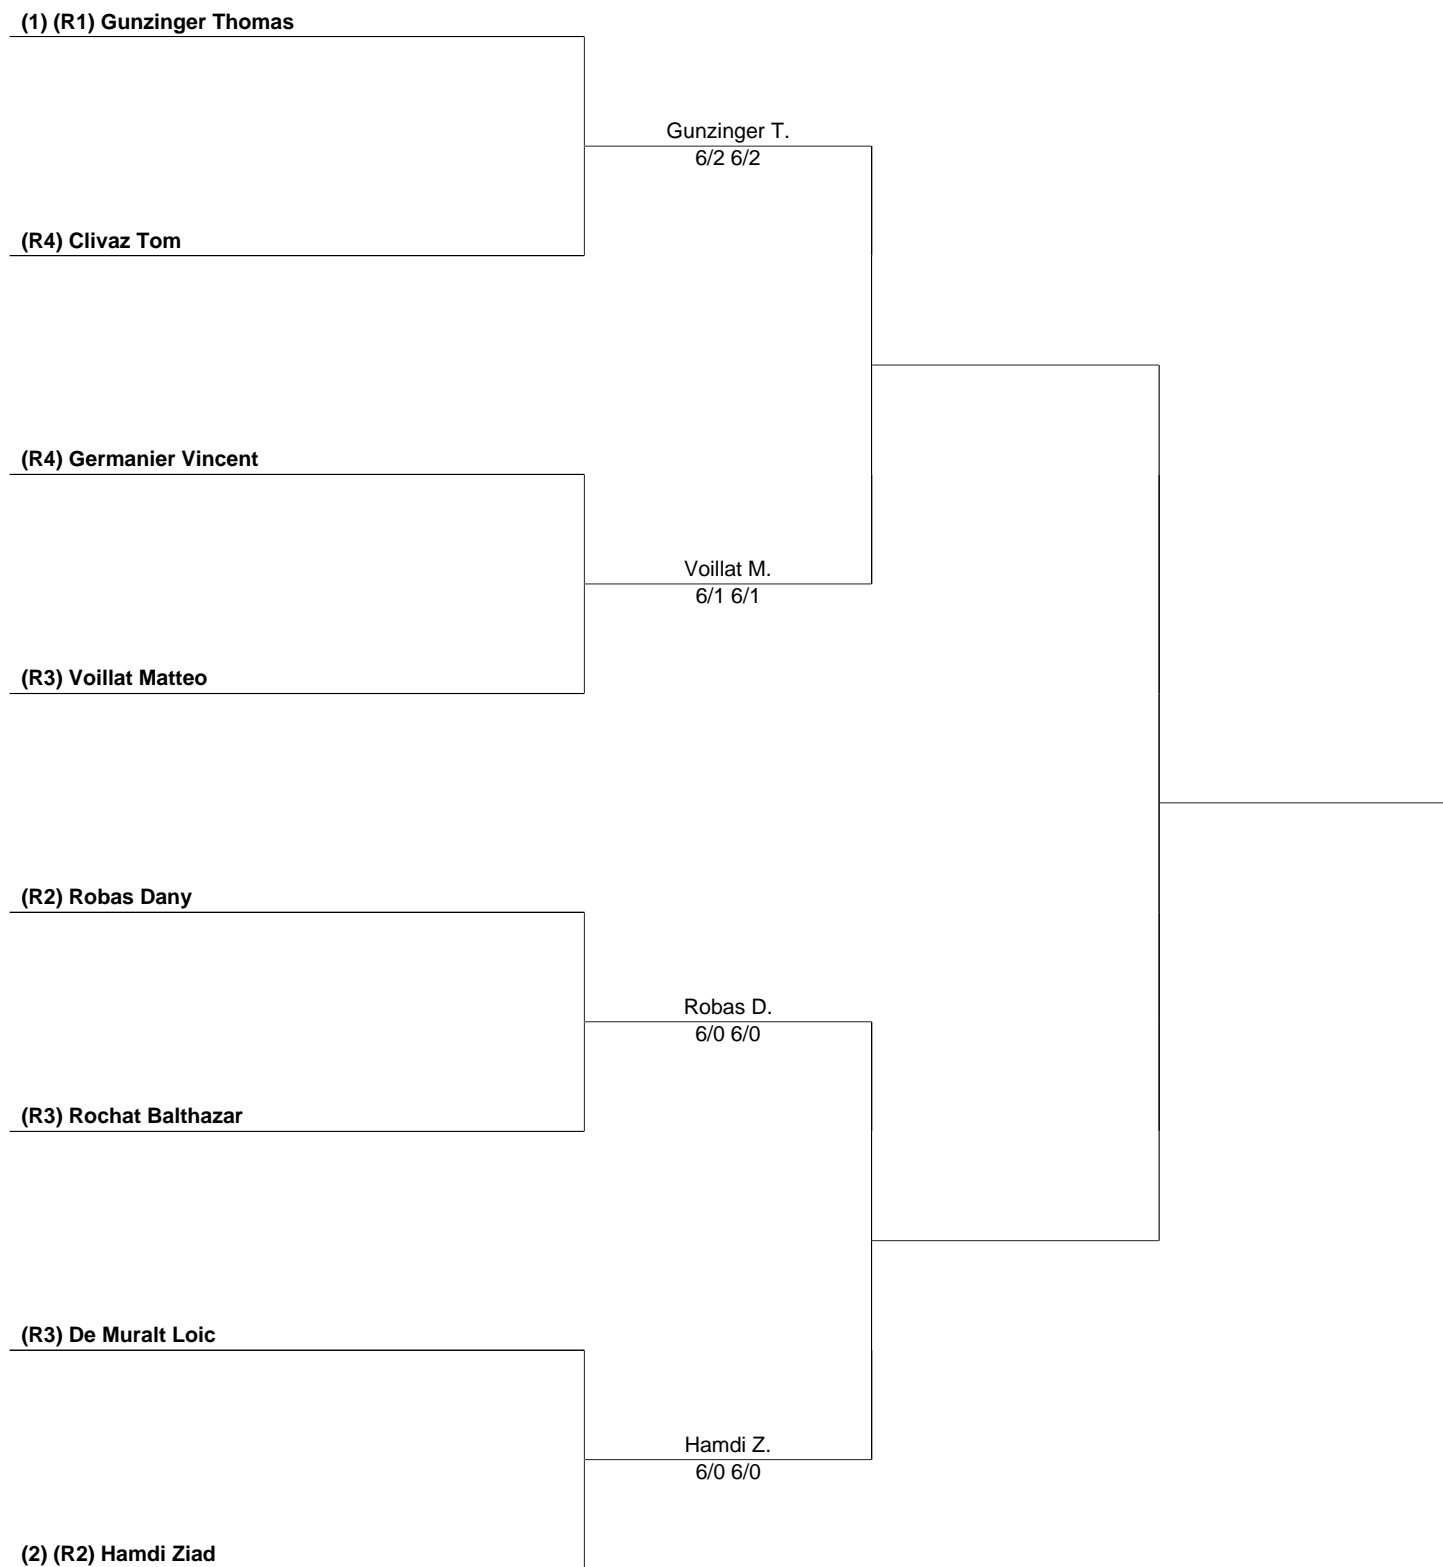 (1) (R1) Gunzinger Thomas
Gunzinger T.
6/2 6/2
(R4) Clivaz Tom
(R4) Germanier Vincent
Voillat M.
6/1 6/1
(R3) Voillat Matteo
(R2) Robas Dany
Robas D.
6/0 6/0
(R3) Rochat Balthazar
(R3) De Muralt Loic
Hamdi Z.
6/0 6/0
(2) (R2) Hamdi Ziad